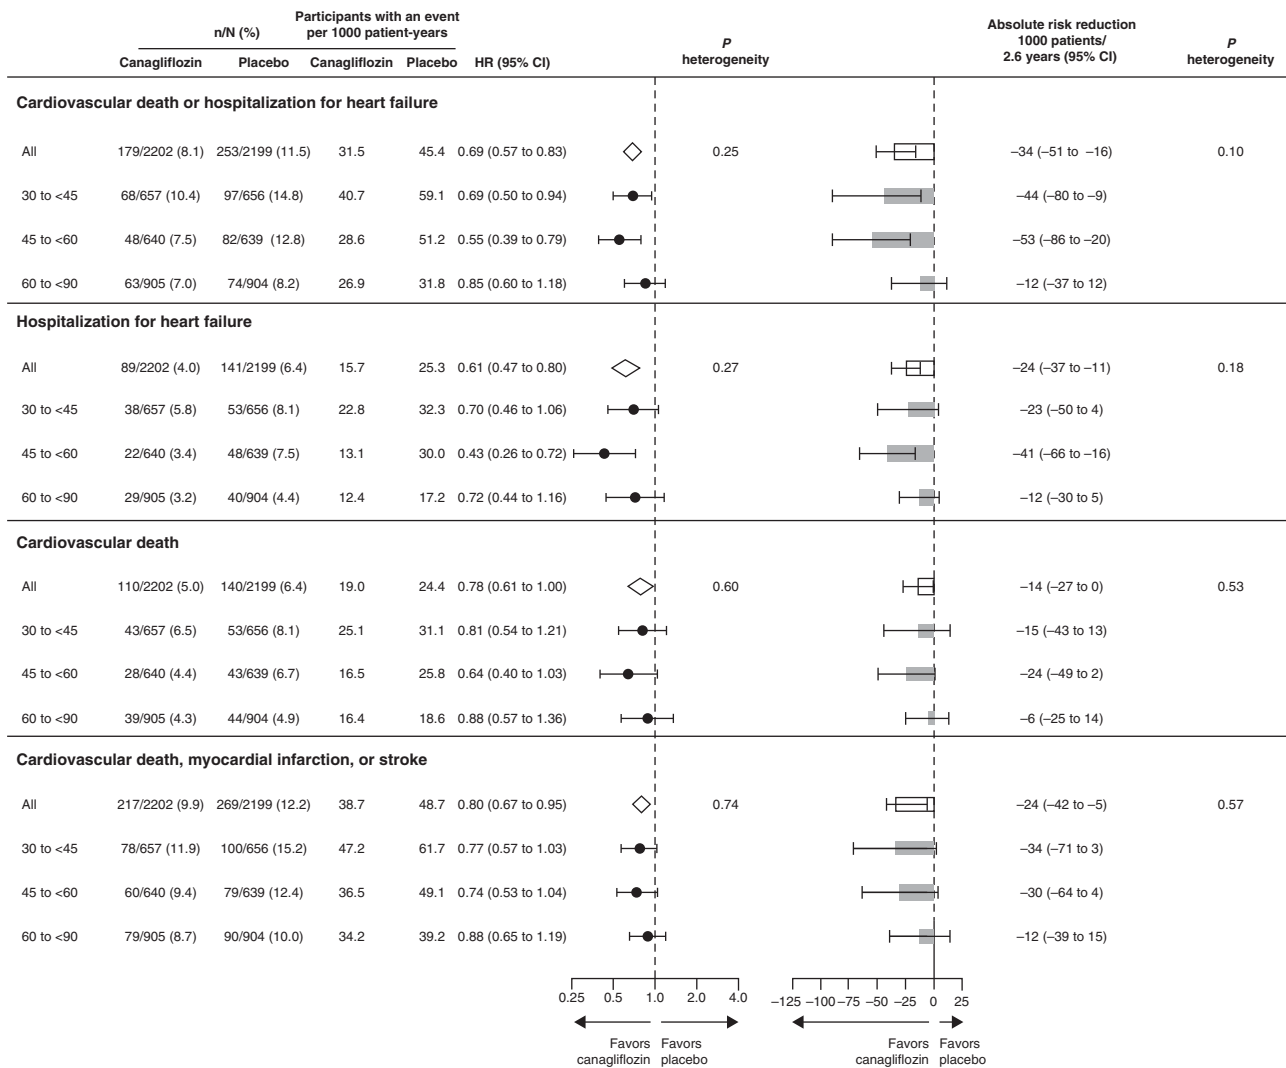 n/N (%)
Participants with an event
per 1000 patient-years
Canagliflozin Placebo Canagliflozin Placebo HR (95% CI)
P
heterogeneity
Absolute risk reduction
1000 patients/
2.6 years (95% CI)
P
heterogeneity
Cardiovascular death or hospitalization for heart failure
All 179/2202 (8.1) 253/2199 (11.5) 31.5 45.4 0.69 (0.57 to 0.83) 0.25 –34 (–51 to –16) 0.10
30 to <45 68/657 (10.4) 97/656 (14.8) 40.7 59.1 0.69 (0.50 to 0.94) –44 (–80 to –9)
45 to <60 48/640 (7.5) 82/639 (12.8) 28.6 51.2 0.55 (0.39 to 0.79) –53 (–86 to –20)
60 to <90 63/905 (7.0) 74/904 (8.2) 26.9 31.8 0.85 (0.60 to 1.18) –12 (–37 to 12)
Hospitalization for heart failure
All 89/2202 (4.0) 141/2199 (6.4) 15.7 25.3 0.61 (0.47 to 0.80) 0.27 –24 (–37 to –11) 0.18
30 to <45 38/657 (5.8) 53/656 (8.1) 22.8 32.3 0.70 (0.46 to 1.06) –23 (–50 to 4)
45 to <60 22/640 (3.4) 48/639 (7.5) 13.1 30.0 0.43 (0.26 to 0.72) –41 (–66 to –16)
60 to <90 29/905 (3.2) 40/904 (4.4) 12.4 17.2 0.72 (0.44 to 1.16) –12 (–30 to 5)
Cardiovascular death
All 110/2202 (5.0) 140/2199 (6.4) 19.0 24.4 0.78 (0.61 to 1.00) 0.60 –14 (–27 to 0) 0.53
30 to <45 43/657 (6.5) 53/656 (8.1) 25.1 31.1 0.81 (0.54 to 1.21) –15 (–43 to 13)
45 to <60 28/640 (4.4) 43/639 (6.7) 16.5 25.8 0.64 (0.40 to 1.03) –24 (–49 to 2)
60 to <90 39/905 (4.3) 44/904 (4.9) 16.4 18.6 0.88 (0.57 to 1.36) –6 (–25 to 14)
Cardiovascular death, myocardial infarction, or stroke
All 217/2202 (9.9) 269/2199 (12.2) 38.7 48.7 0.80 (0.67 to 0.95) 0.74 –24 (–42 to –5) 0.57
30 to <45 78/657 (11.9) 100/656 (15.2) 47.2 61.7 0.77 (0.57 to 1.03) –34 (–71 to 3)
45 to <60 60/640 (9.4) 79/639 (12.4) 36.5 49.1 0.74 (0.53 to 1.04) –30 (–64 to 4)
60 to <90 79/905 (8.7) 90/904 (10.0) 34.2 39.2 0.88 (0.65 to 1.19) –12 (–39 to 15)
0.25 0.5 1.0 2.0 4.0 –125 –100 –75 –50 –25 0 25
Favors Favors Favors Favors
canagliflozin placebo canagliflozin placebo